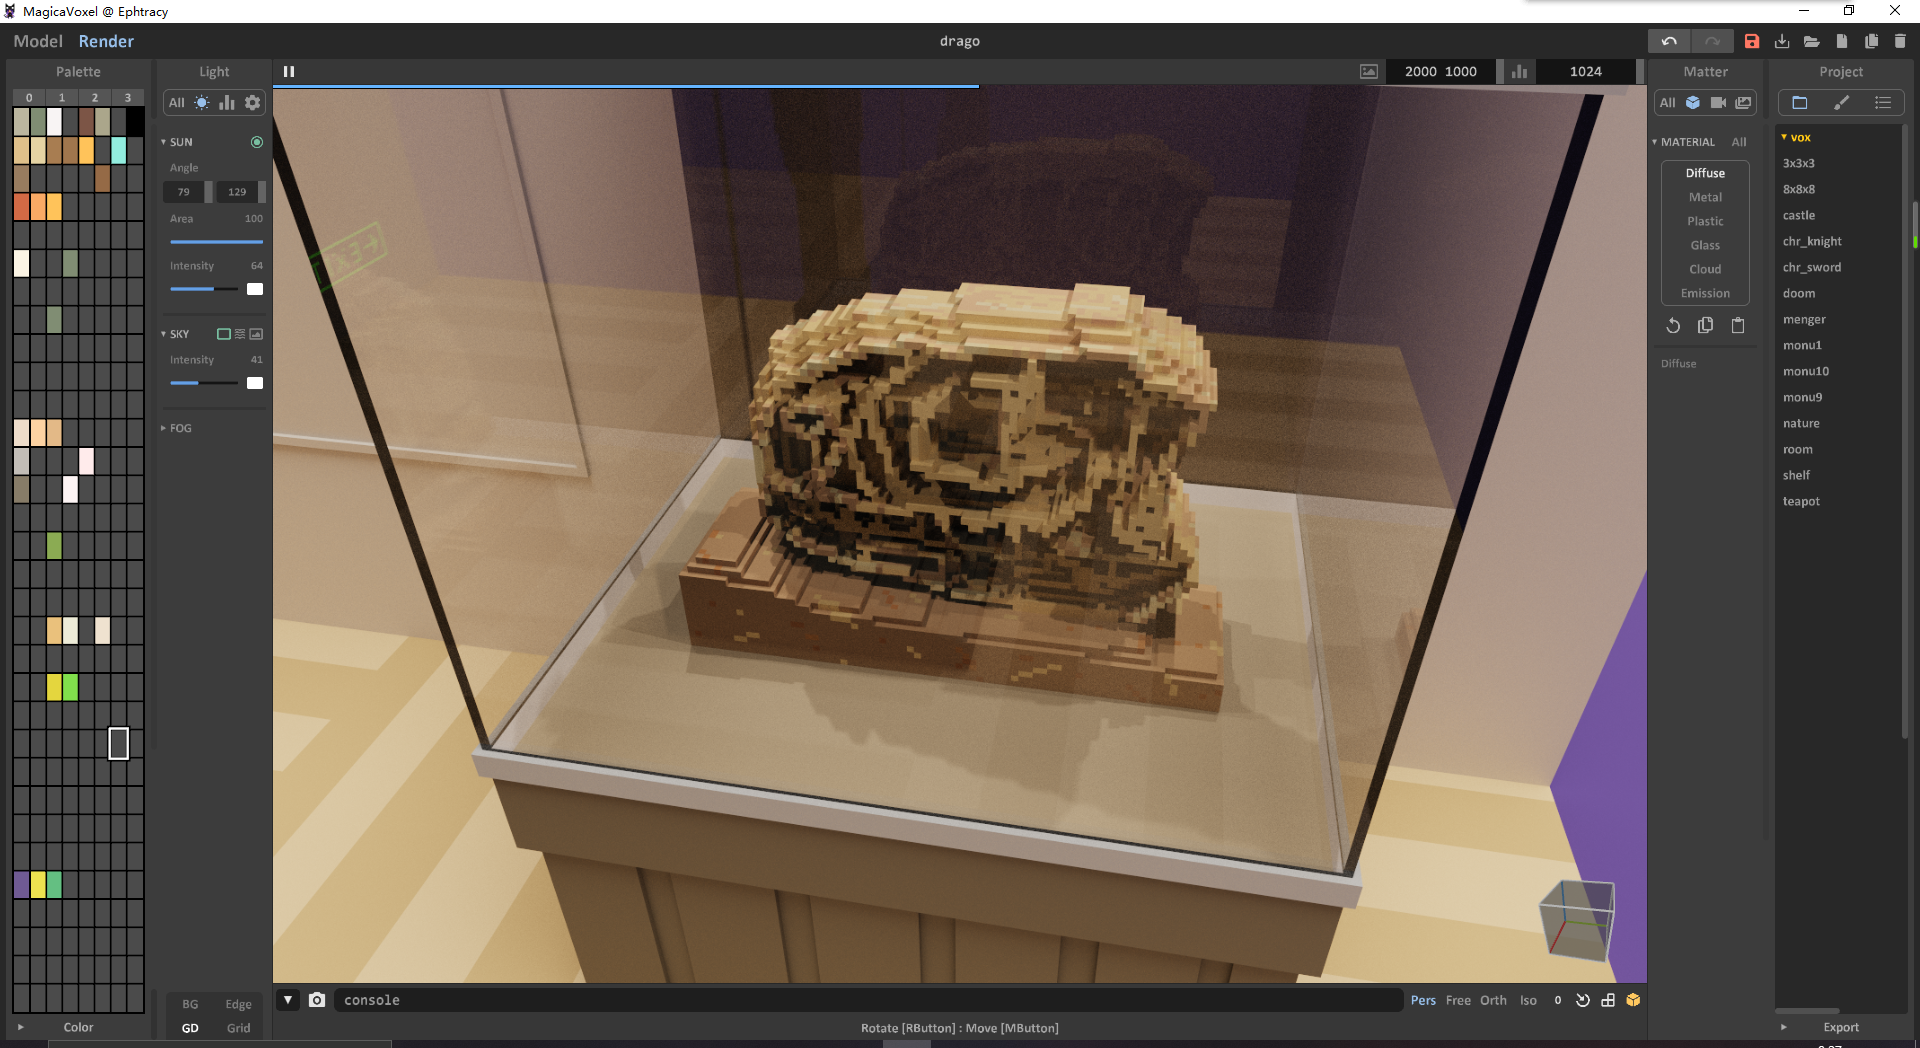 MagicaVoxel @ Ephtracy
Model Render
drago
Palette
Light
2000 1000
1024
Matter
Project
0 1 2 3
All
All
SUN
MATERIAL All
vox
Angle
Diffuse
3x3x3
79 129
Metal
8x8x8
Area 100
Plastic
castle
Intensity 64
Glass
chr_knight
Cloud
chr_sword
Emission
doom
SKY
menger
Intensity 41
Diffuse
monu1
monu10
monu9
FOG
nature
room
shelf
teapot
BG Edge
console
Pers Free Orth Iso 0
Color
GD Grid
Rotate [RButton] : Move [MButton]
Export